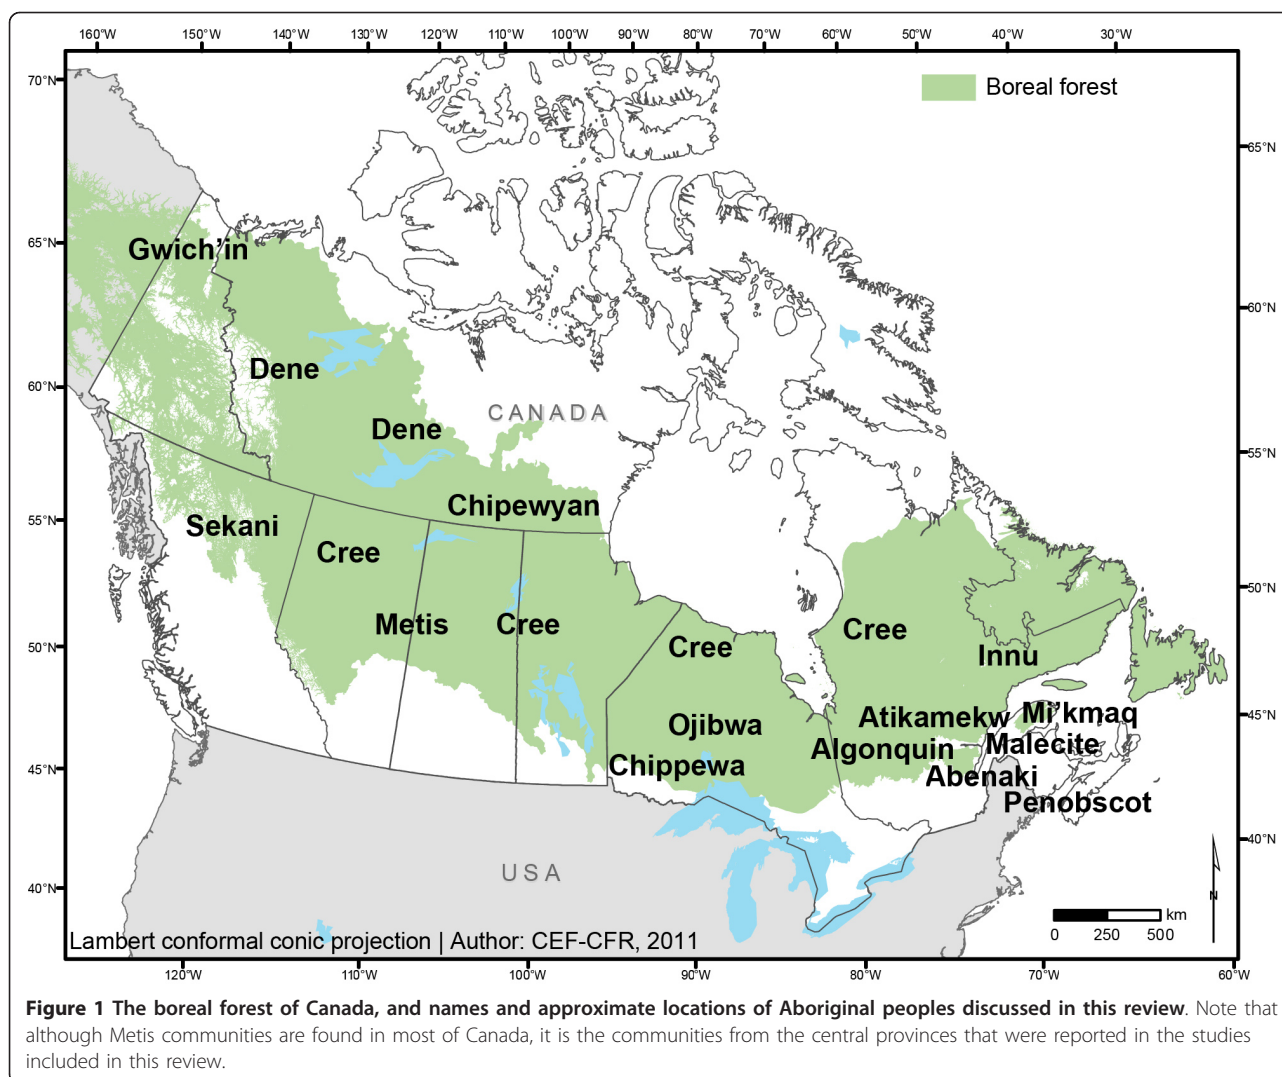 160°W 150°W 140°W 130°W 120°W 110°W 100°W 90°W 80°W 70°W 60°W 50°W 40°W 30°W
70°N
Boreal forest
65°N
65°N
Gwich'in
60°N
Dene
60°N
CANADA
Dene
55°N
Chipewyan
55°N
Sekani
Cree
50°N
Metis
Cree
Cree
Cree
50°N
Innu
Ojibwa
Atikamekw
Mi'kmaq
45°N
Algonquin
Malecite
45°N
Chippewa
Abenaki
Penobscot
40°N
USA
40°N
N
km
0 250 500
Lambert conformal conic projection | Author: CEF-CFR, 2011
120°W 110°W 100°W 90°W 80°W 70°W 60°W
Figure 1 The boreal forest of Canada, and names and approximate locations of Aboriginal peoples discussed in this review. Note that
although Metis communities are found in most of Canada, it is the communities from the central provinces that were reported in the studies
included in this review.